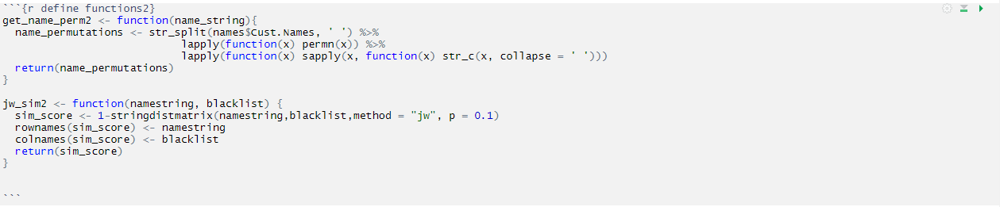 ```{r define functions2}
get_name_perm2 <- function(name_string){
  name_permutations <- str_split(names$Cust.Names, ' ') %>%
                            lapply(function(x) permn(x)) %>%
                            lapply(function(x) sapply(x, function(x) str_c(x, collapse = ' ')))
  return(name_permutations)
}

jw_sim2 <- function(namestring, blacklist) {
  sim_score <- 1-stringdistmatrix(namestring,blacklist,method = "jw", p = 0.1)
  rownames(sim_score) <- namestring
  colnames(sim_score) <- blacklist
  return(sim_score)
}

```